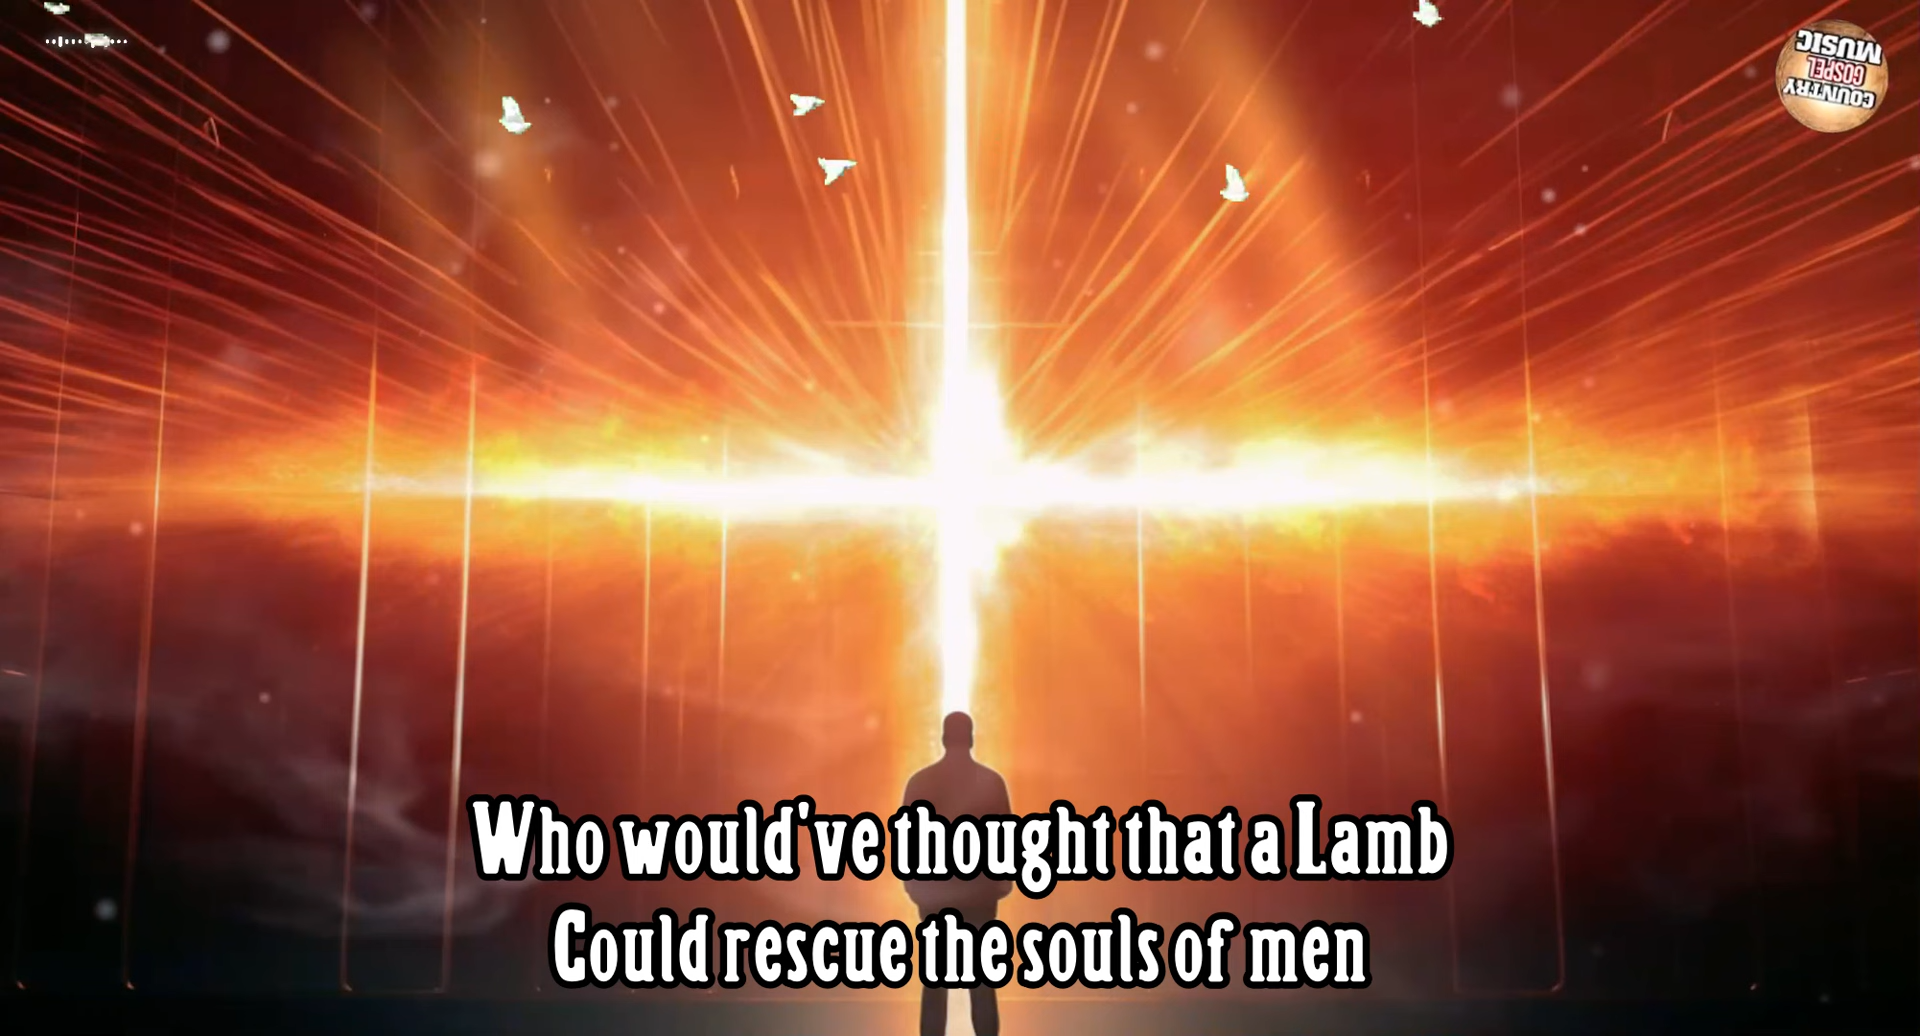 COUNTRY
GOSPEL
MUSIC
Who would've thought that a Lamb
Could rescue the souls of men